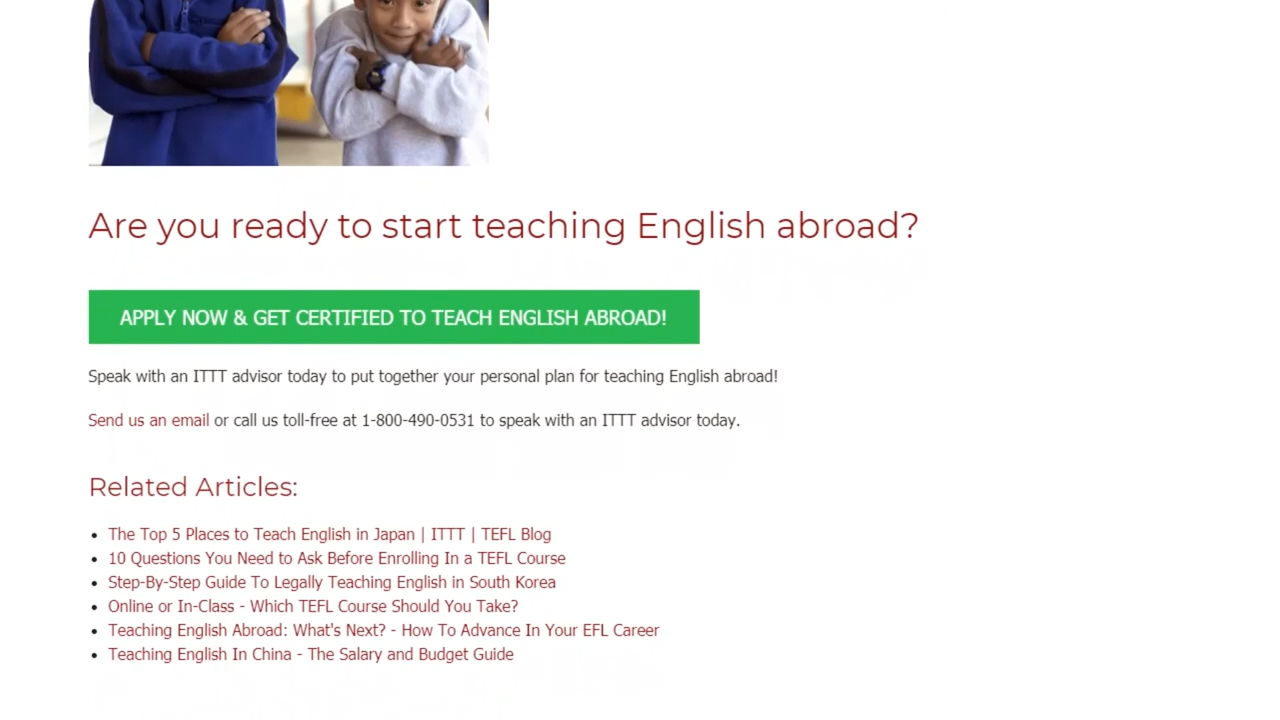 Are you ready to start teaching English abroad?
APPLY NOW & GET CERTIFIED TO TEACH ENGLISH ABROAD!
Speak with an ITTT advisor today to put together your personal plan for teaching English abroad!
Send us an email or call us toll-free at 1-800-490-0531 to speak with an ITTT advisor today.
Related Articles:
The Top 5 Places to Teach English in Japan | ITTT | TEFL Blog
10 Questions You Need to Ask Before Enrolling In a TEFL Course
Step-By-Step Guide To Legally Teaching English in South Korea
Online or In-Class - Which TEFL Course Should You Take?
Teaching English Abroad: What's Next? - How To Advance In Your EFL Career
Teaching English In China - The Salary and Budget Guide